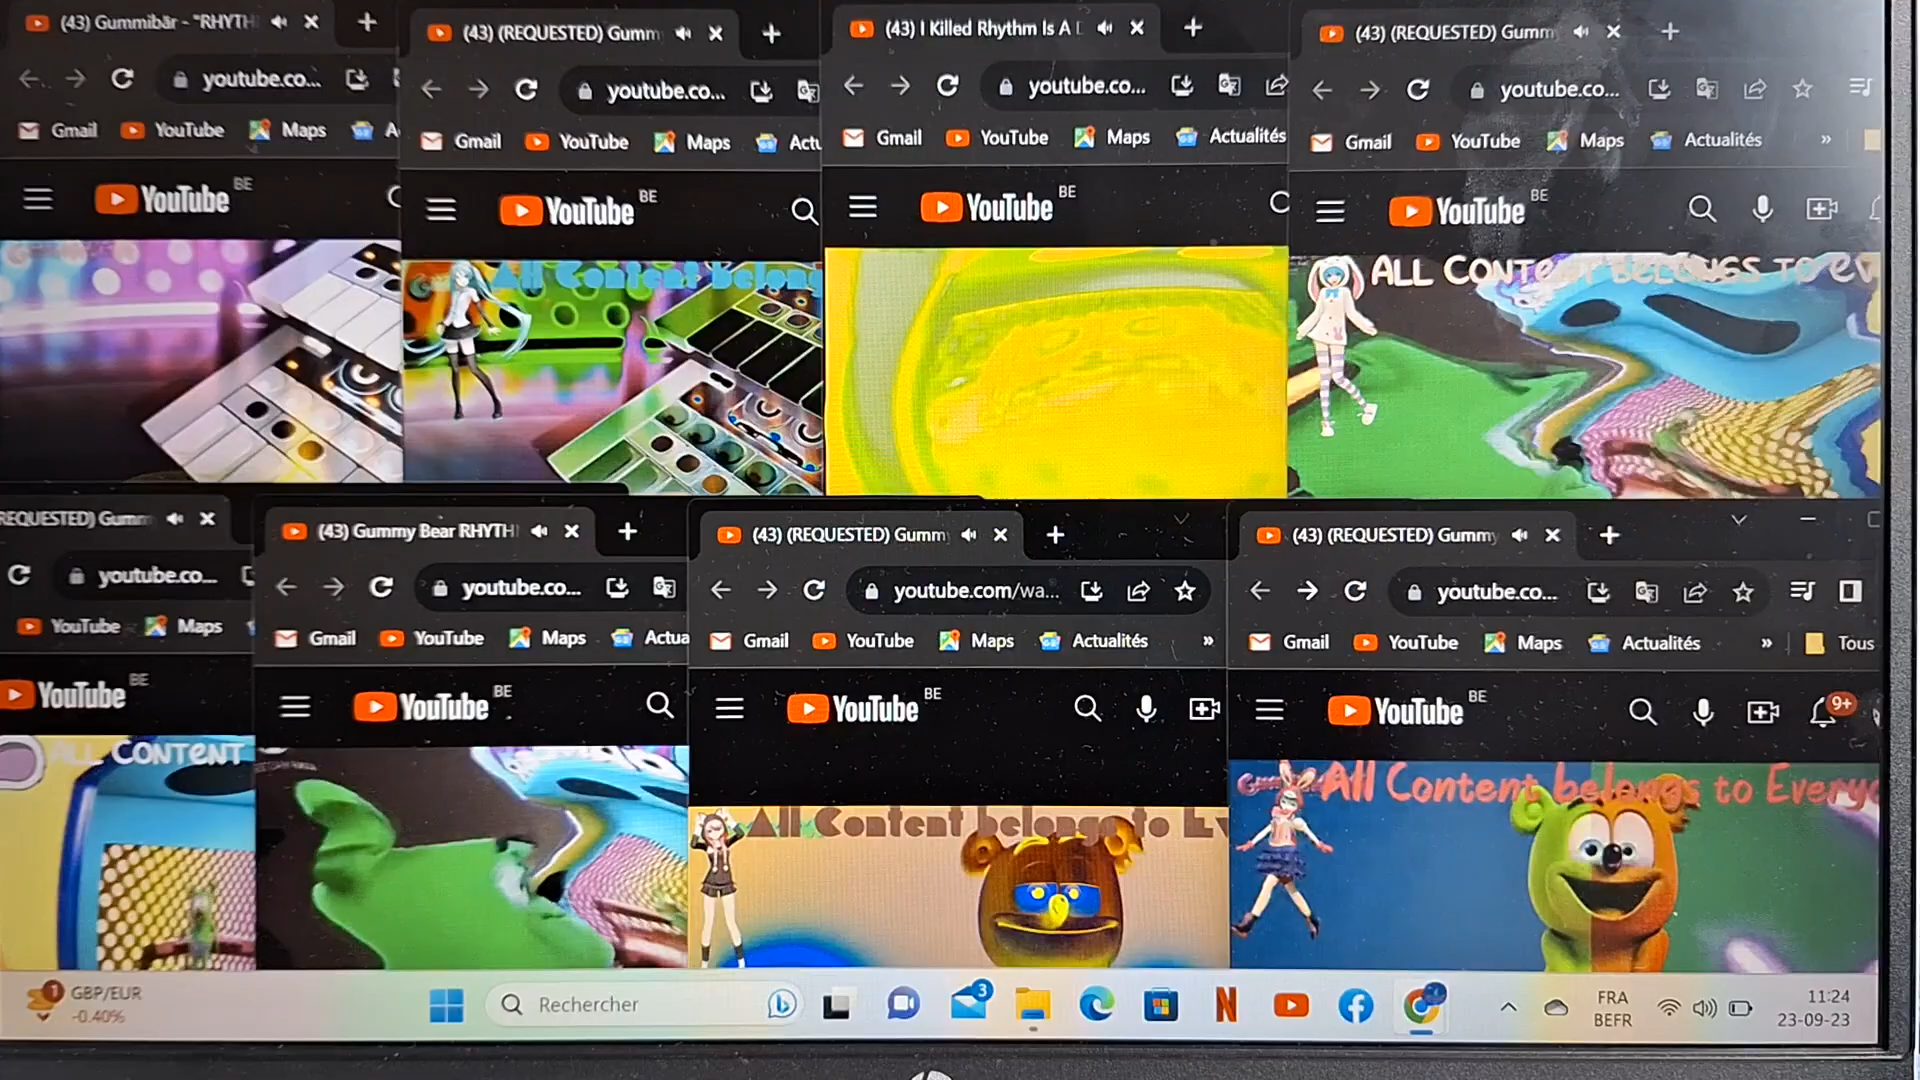 (43) Gummibär - "RHYTH
(43) (REQUESTED) Gumm
(43) I Killed Rhythm Is A D
(43) (REQUESTED) Gumm
youtube.co...
youtube.co...
youtube.co...
youtube.co...
Gmail YouTube Maps A
Gmail YouTube Maps Actu
Gmail YouTube Maps Actualités
Gmail YouTube Maps Actualités »
YouTube BE
YouTube BE
YouTube BE
YouTube BE
All Content belong
ALL CONTENT BELONGS TO EV
REQUESTED) Gumm
(43) Gummy Bear RHYTH
(43) (REQUESTED) Gumm
(43) (REQUESTED) Gummy
youtube.co...
youtube.co...
youtube.com/wa...
youtube.co...
YouTube Maps
Gmail YouTube Maps Actua
Gmail YouTube Maps Actualités »
Gmail YouTube Maps Actualités » Tous
YouTube BE
YouTube BE
YouTube BE
YouTube BE
9+
ALL CONTENT
All Content belongs to Ev
All Content belongs to Everyo
1
GBP/EUR
-0.40%
Rechercher
3
FRA
BEFR
11:24
23-09-23